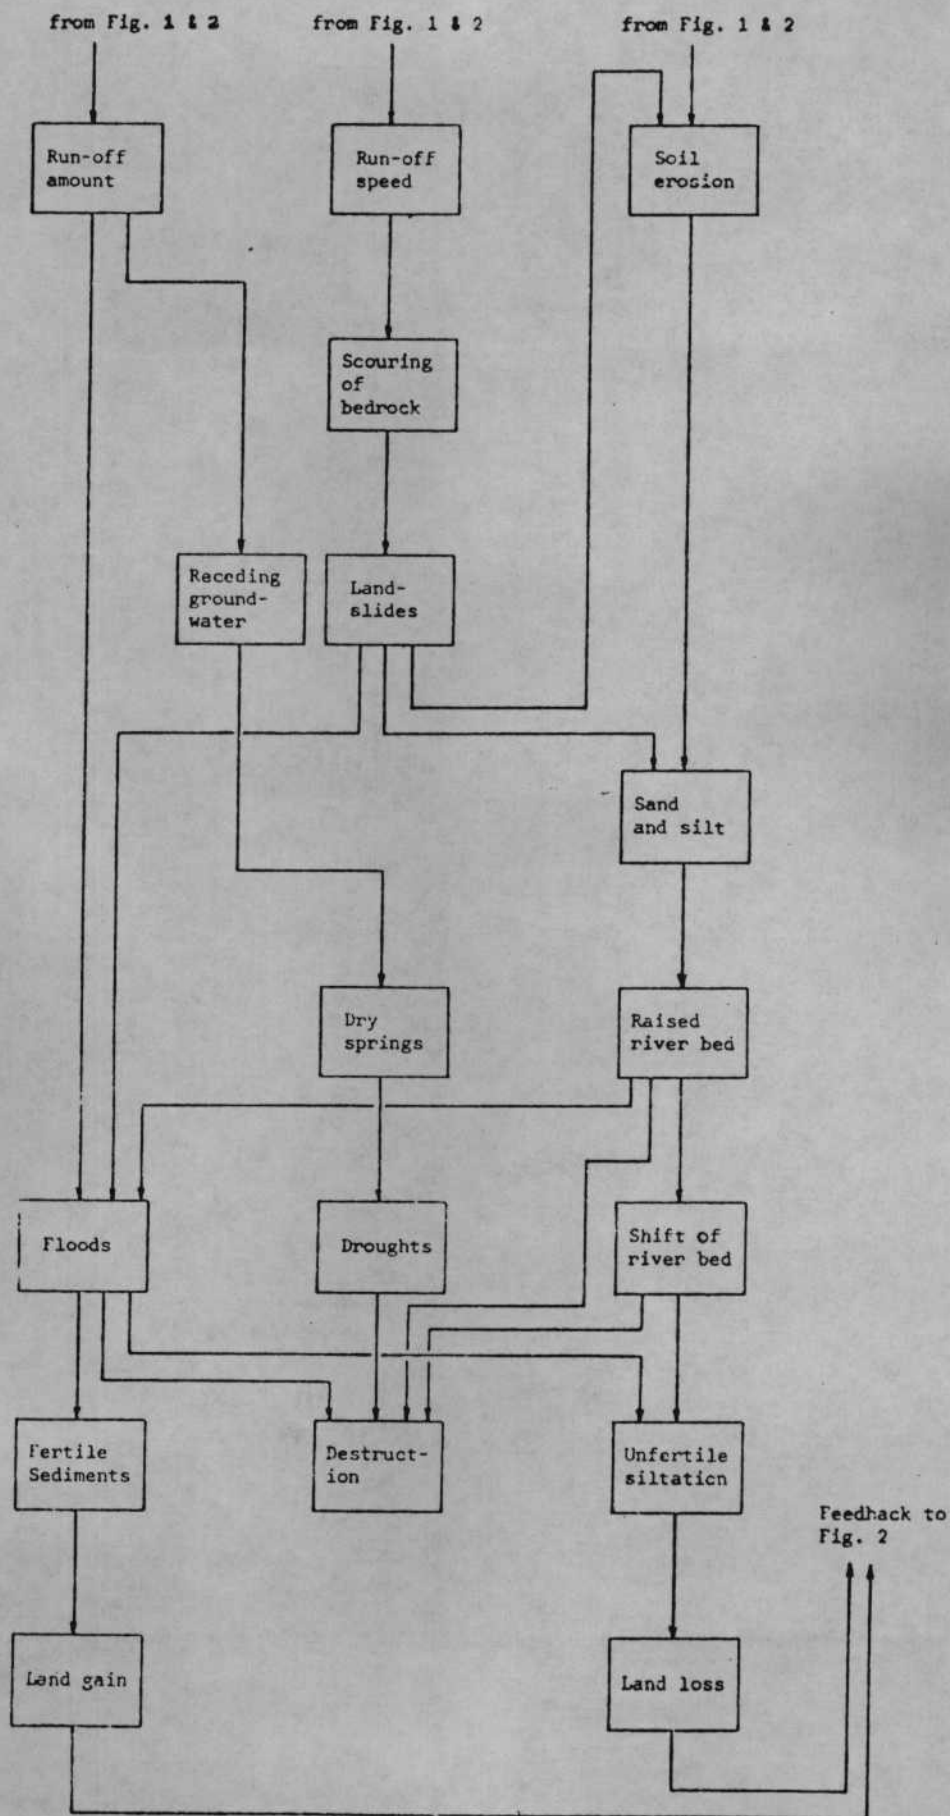 from Fig. 1 & 2
from Fig. 1 & 2
from Fig. 1 & 2
Run-off
amount
Run-off
speed
Soil
erosion
Scouring
of
bedrock
Receding
ground-
water
Land-
slides
Sand
and silt
Dry
springs
Raised
river bed
Floods
Droughts
Shift of
river bed
Fertile
Sediments
Destruct-
ion
Unfertile
siltation
Feedback to
Fig. 2
Land gain
Land loss